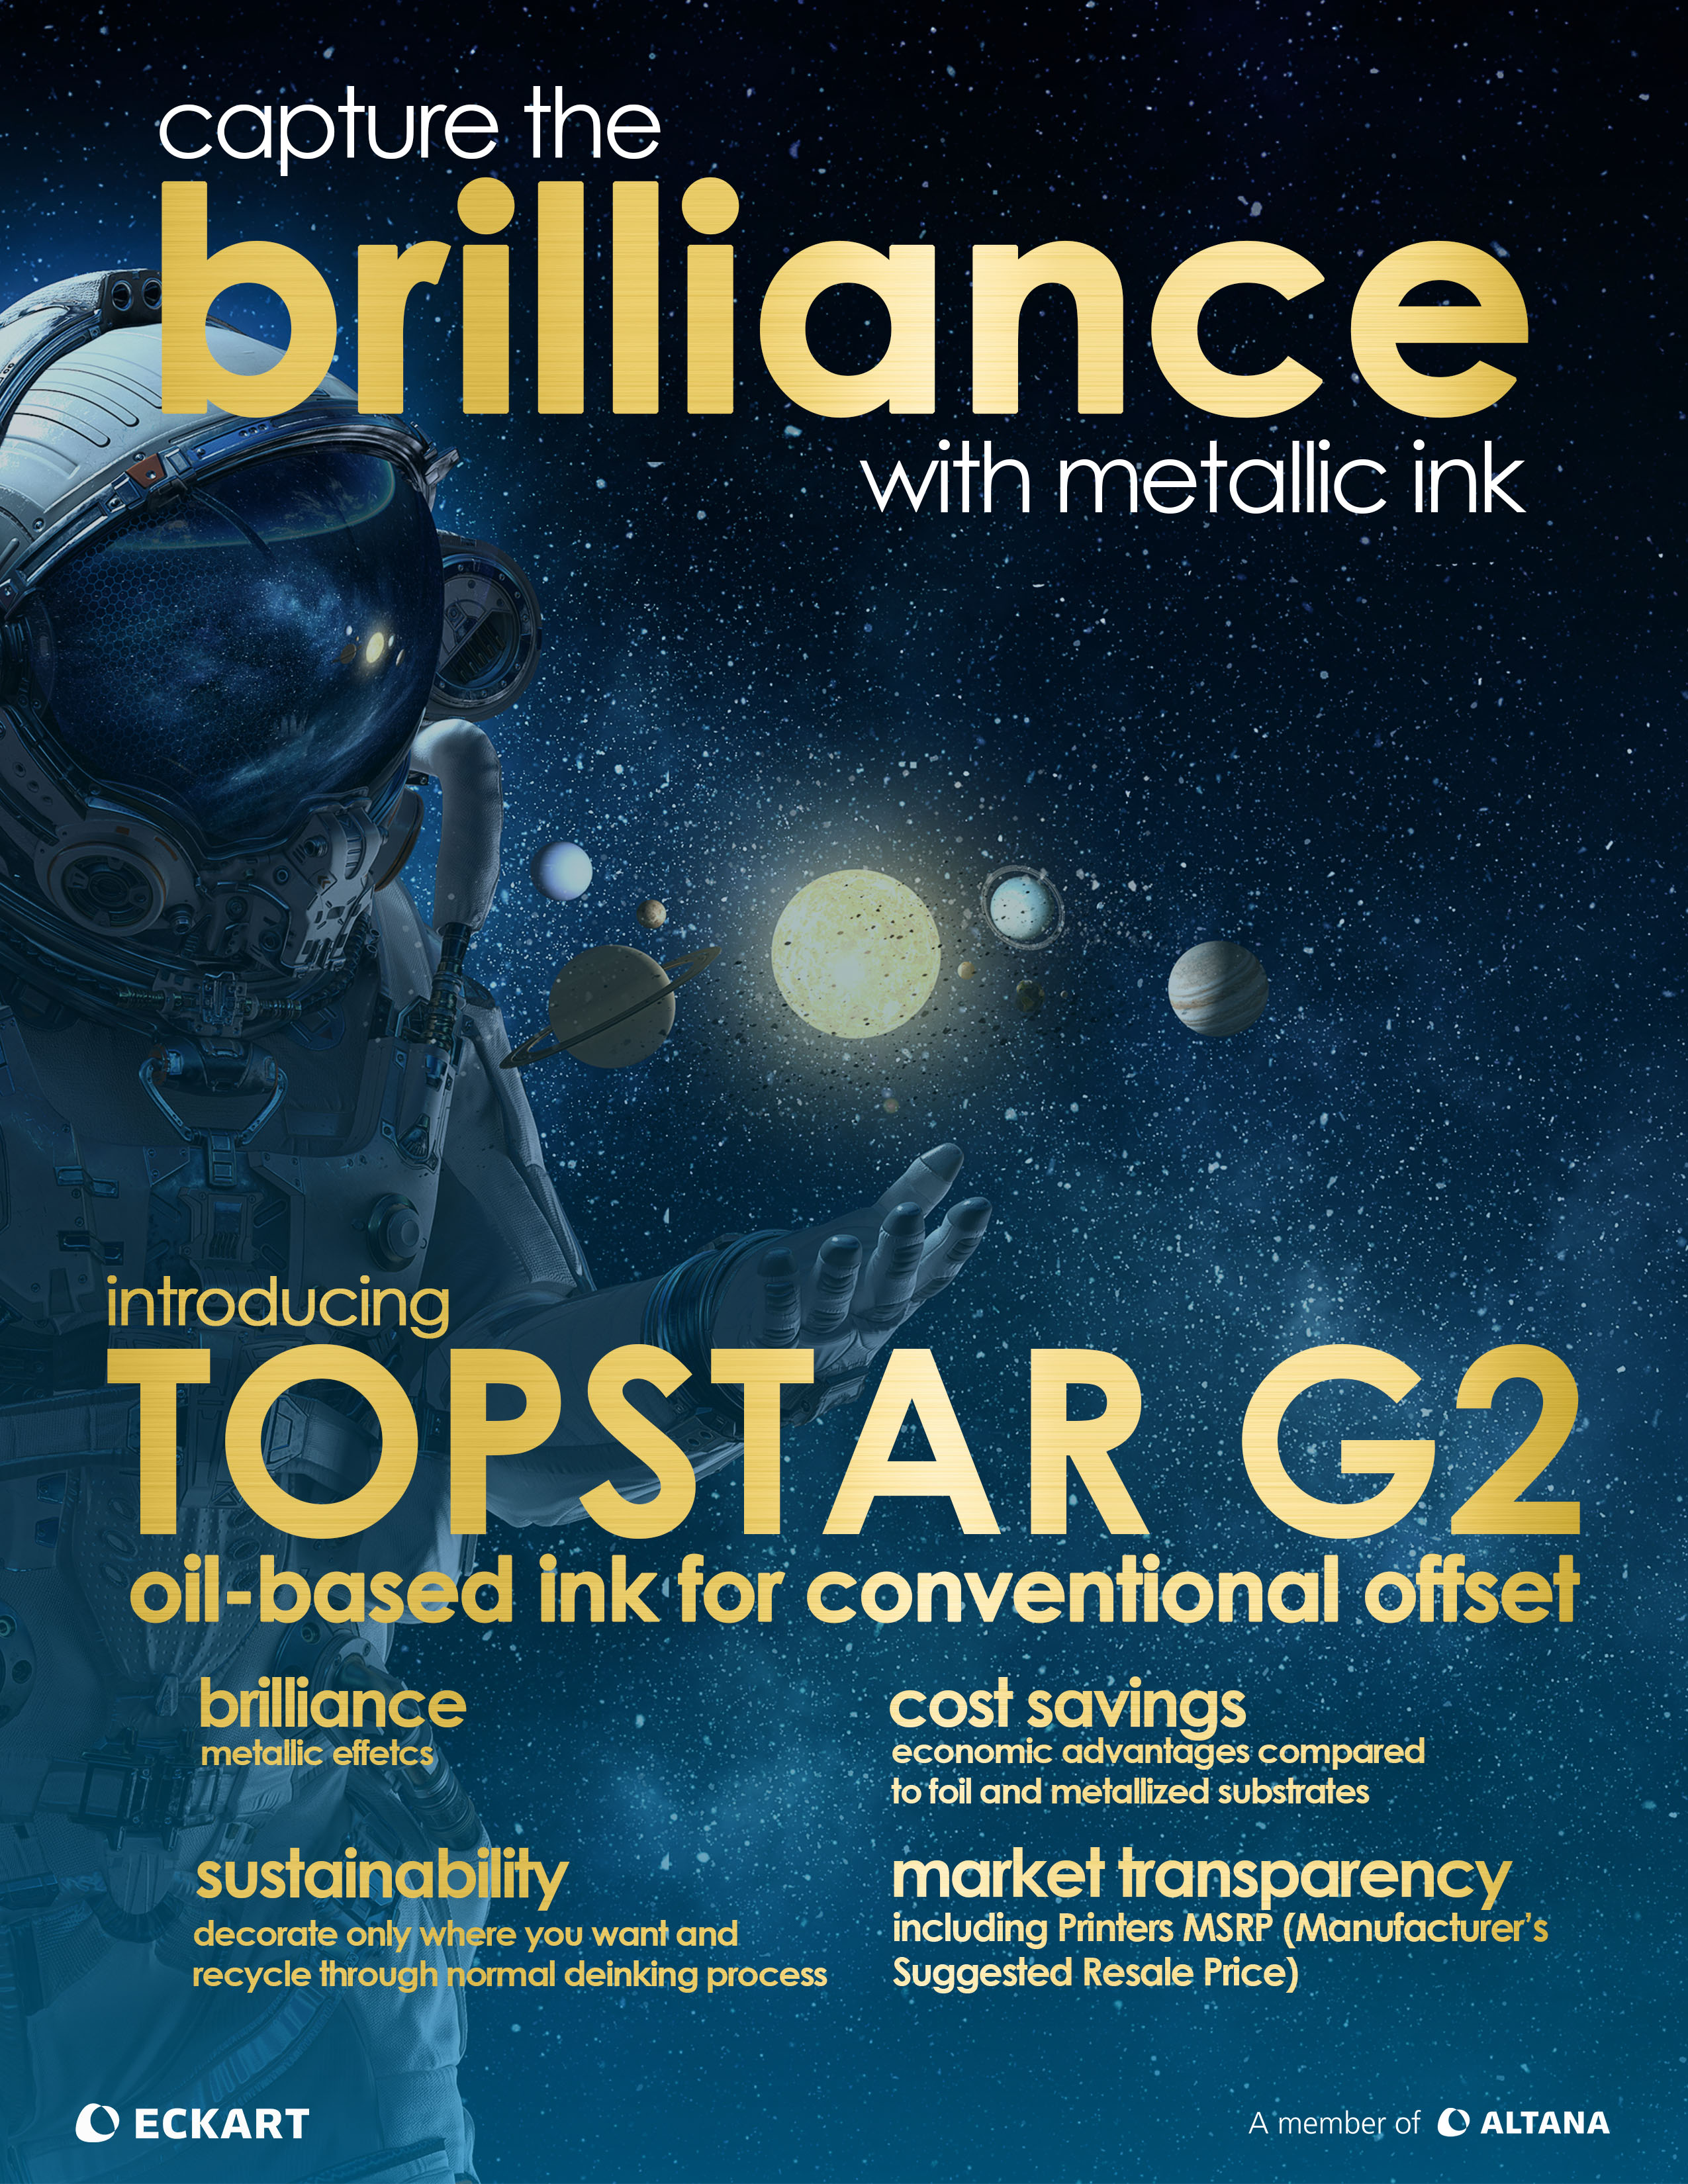 capture the
brilliance
with metallic ink
introducing
TOPSTAR G2
oil-based ink for conventional offset
brilliance
metallic effetcs
cost savings
economic advantages compared
to foil and metallized substrates
sustainability
decorate only where you want and
recycle through normal deinking process
market transparency
including Printers MSRP (Manufacturer’s
Suggested Resale Price)
ECKART
A member of ALTANA